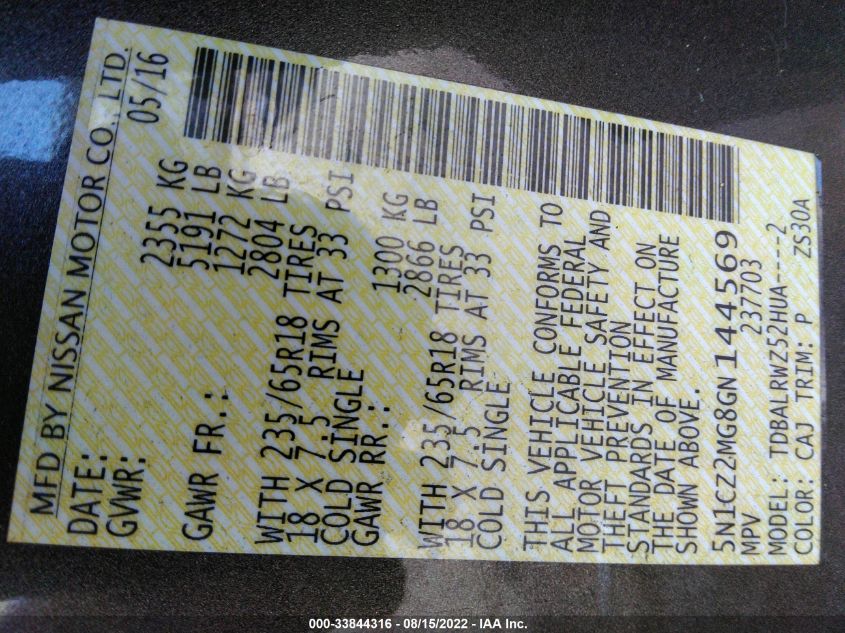 MFD BY NISSAN MOTOR CO., LTD.
DATE: 05/16
GVWR: 2355 KG
5191 LB
GAWR FR.: 1272 KG
2804 LB
WITH 235/65R18 TIRES
18 X 7.5 RIMS AT 33 PSI
COLD SINGLE
GAWR RR.: 1300 KG
2866 LB
WITH 235/65R18 TIRES
18 X 7.5 RIMS AT 33 PSI
COLD SINGLE
THIS VEHICLE CONFORMS TO
ALL APPLICABLE FEDERAL
MOTOR VEHICLE SAFETY AND
THEFT PREVENTION
STANDARDS IN EFFECT ON
THE DATE OF MANUFACTURE
SHOWN ABOVE.
5N1CZ2MG8GN144569
MPV 237703
MODEL: TDBALRWZ52HUA----2
COLOR: CAJ TRIM: P ZS30A
000-33844316 - 08/15/2022 - IAA Inc.